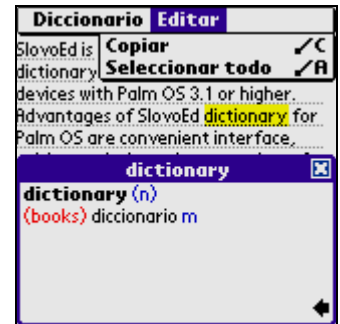 Diccionario Editar
SlovoEd is
Copiar /C
dictionary
Seleccionar todo /A
devices with Palm OS 3.1 or higher.
Advantages of SlovoEd dictionary for
Palm OS are convenient interface,
dictionary
dictionary (n)
(books) diccionario m